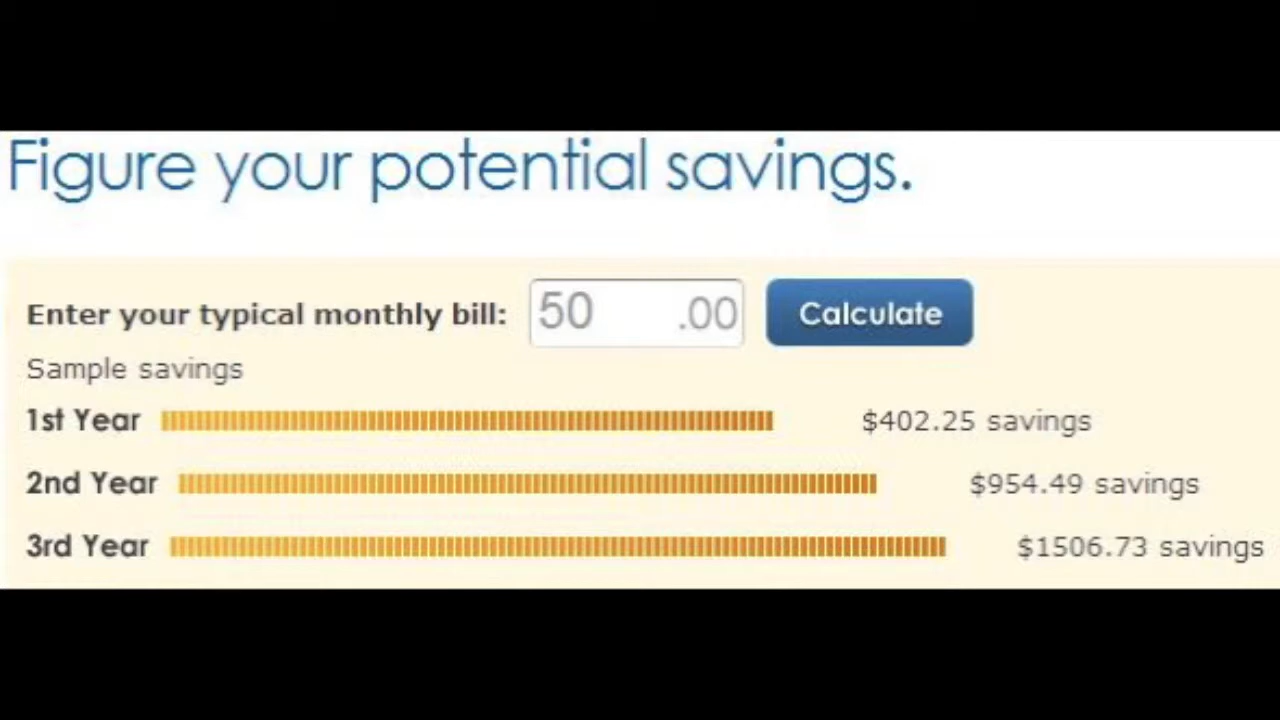 Figure your potential savings.
Enter your typical monthly bill: 50 .00 Calculate
Sample savings
1st Year $402.25 savings
2nd Year $954.49 savings
3rd Year $1506.73 savings